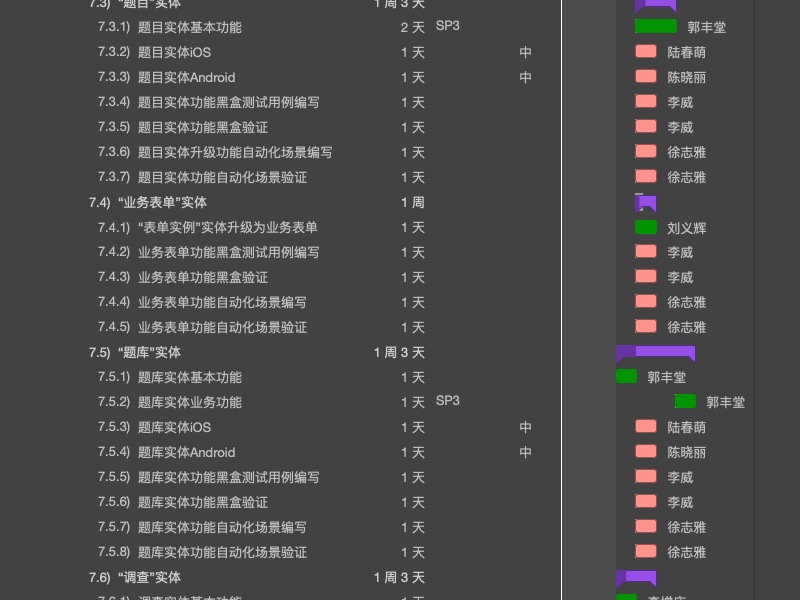 7.3) “题目”实体 1 周 3 天
7.3.1) 题目实体基本功能 2 天 SP3 郭丰堂
7.3.2) 题目实体iOS 1 天 中 陆春萌
7.3.3) 题目实体Android 1 天 中 陈晓丽
7.3.4) 题目实体功能黑盒测试用例编写 1 天 李威
7.3.5) 题目实体功能黑盒验证 1 天 李威
7.3.6) 题目实体升级功能自动化场景编写 1 天 徐志雅
7.3.7) 题目实体功能自动化场景验证 1 天 徐志雅
7.4) “业务表单”实体 1 周
7.4.1) “表单实例”实体升级为业务表单 1 天 刘义辉
7.4.2) 业务表单功能黑盒测试用例编写 1 天 李威
7.4.3) 业务表单功能黑盒验证 1 天 李威
7.4.4) 业务表单功能自动化场景编写 1 天 徐志雅
7.4.5) 业务表单功能自动化场景验证 1 天 徐志雅
7.5) “题库”实体 1 周 3 天
7.5.1) 题库实体基本功能 1 天 郭丰堂
7.5.2) 题库实体业务功能 1 天 SP3 郭丰堂
7.5.3) 题库实体iOS 1 天 中 陆春萌
7.5.4) 题库实体Android 1 天 中 陈晓丽
7.5.5) 题库实体功能黑盒测试用例编写 1 天 李威
7.5.6) 题库实体功能黑盒验证 1 天 李威
7.5.7) 题库实体功能自动化场景编写 1 天 徐志雅
7.5.8) 题库实体功能自动化场景验证 1 天 徐志雅
7.6) “调查”实体 1 周 3 天
7.6.1) 调查实体基本功能 1 天